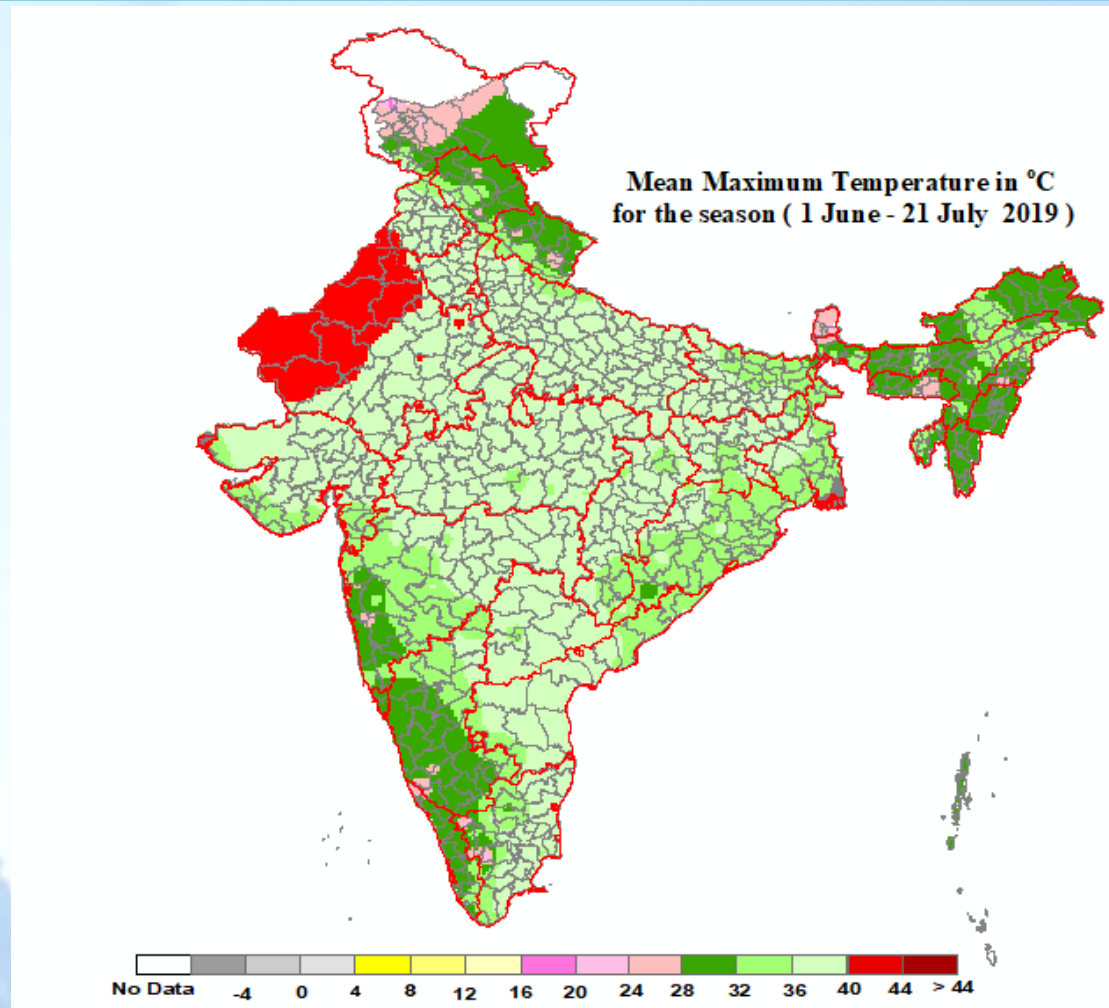 Mean Maximum Temperature in °C
for the season ( 1 June - 21 July 2019 )
No Data -4 0 4 8 12 16 20 24 28 32 36 40 44 > 44